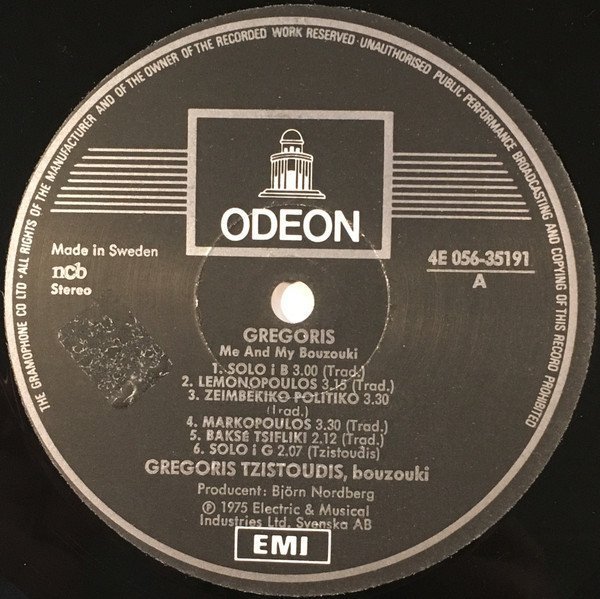 THE GRAMOPHONE CO LTD · ALL RIGHTS OF THE MANUFACTURER AND OF THE OWNER OF THE RECORDED WORK RESERVED · UNAUTHORISED PUBLIC PERFORMANCE BROADCASTING AND COPYING OF THIS RECORD PROHIBITED
ODEON
Made in Sweden
ncb
Stereo
4E 056-35191
A
GREGORIS
Me And My Bouzouki
1. SOLO i B 3.00 (Trad.)
2. LEMONOPOULOS 3.15 (Trad.)
3. ZEIMBEKIKO POLITIKO 3.30
(Trad.)
4. MARKOPOULOS 3.30 (Trad.)
5. BAKSÉ TSIFLIKI 2.12 (Trad.)
6. SOLO i G 2.07 (Tzistoudis)
GREGORIS TZISTOUDIS, bouzouki
Producent: Björn Nordberg
℗ 1975 Electric & Musical
Industries Ltd, Svenska AB
EMI